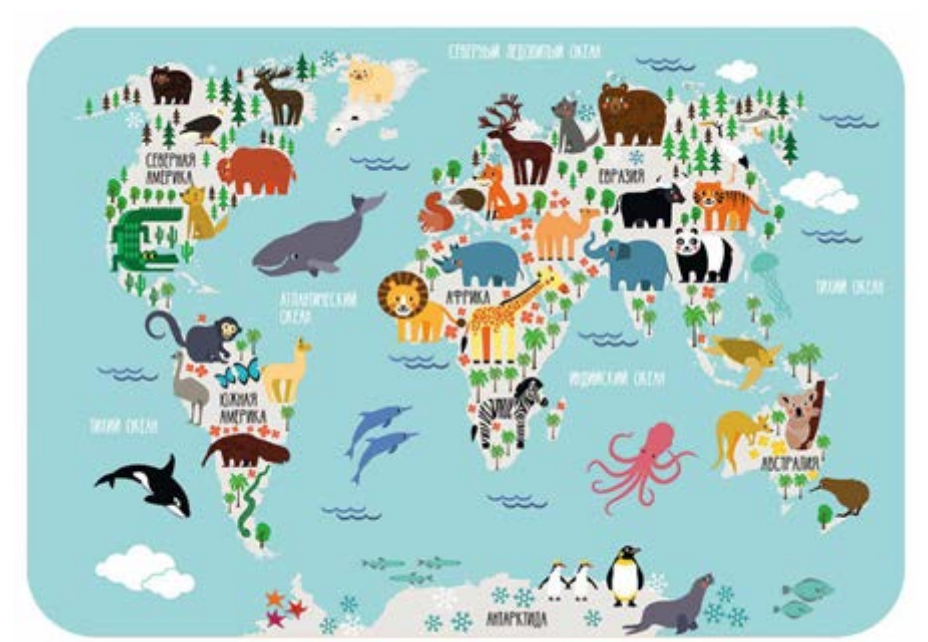 СЕВЕРНЫЙ ЛЕДОВИТЫЙ ОКЕАН
СЕВЕРНАЯ
АМЕРИКА
ЕВРАЗИЯ
АТЛАНТИЧЕСКИЙ
ОКЕАН
АФРИКА
ТИХИЙ ОКЕАН
ИНДИЙСКИЙ ОКЕАН
ЮЖНАЯ
АМЕРИКА
ТИХИЙ ОКЕАН
АВСТРАЛИЯ
АНТАРКТИДА